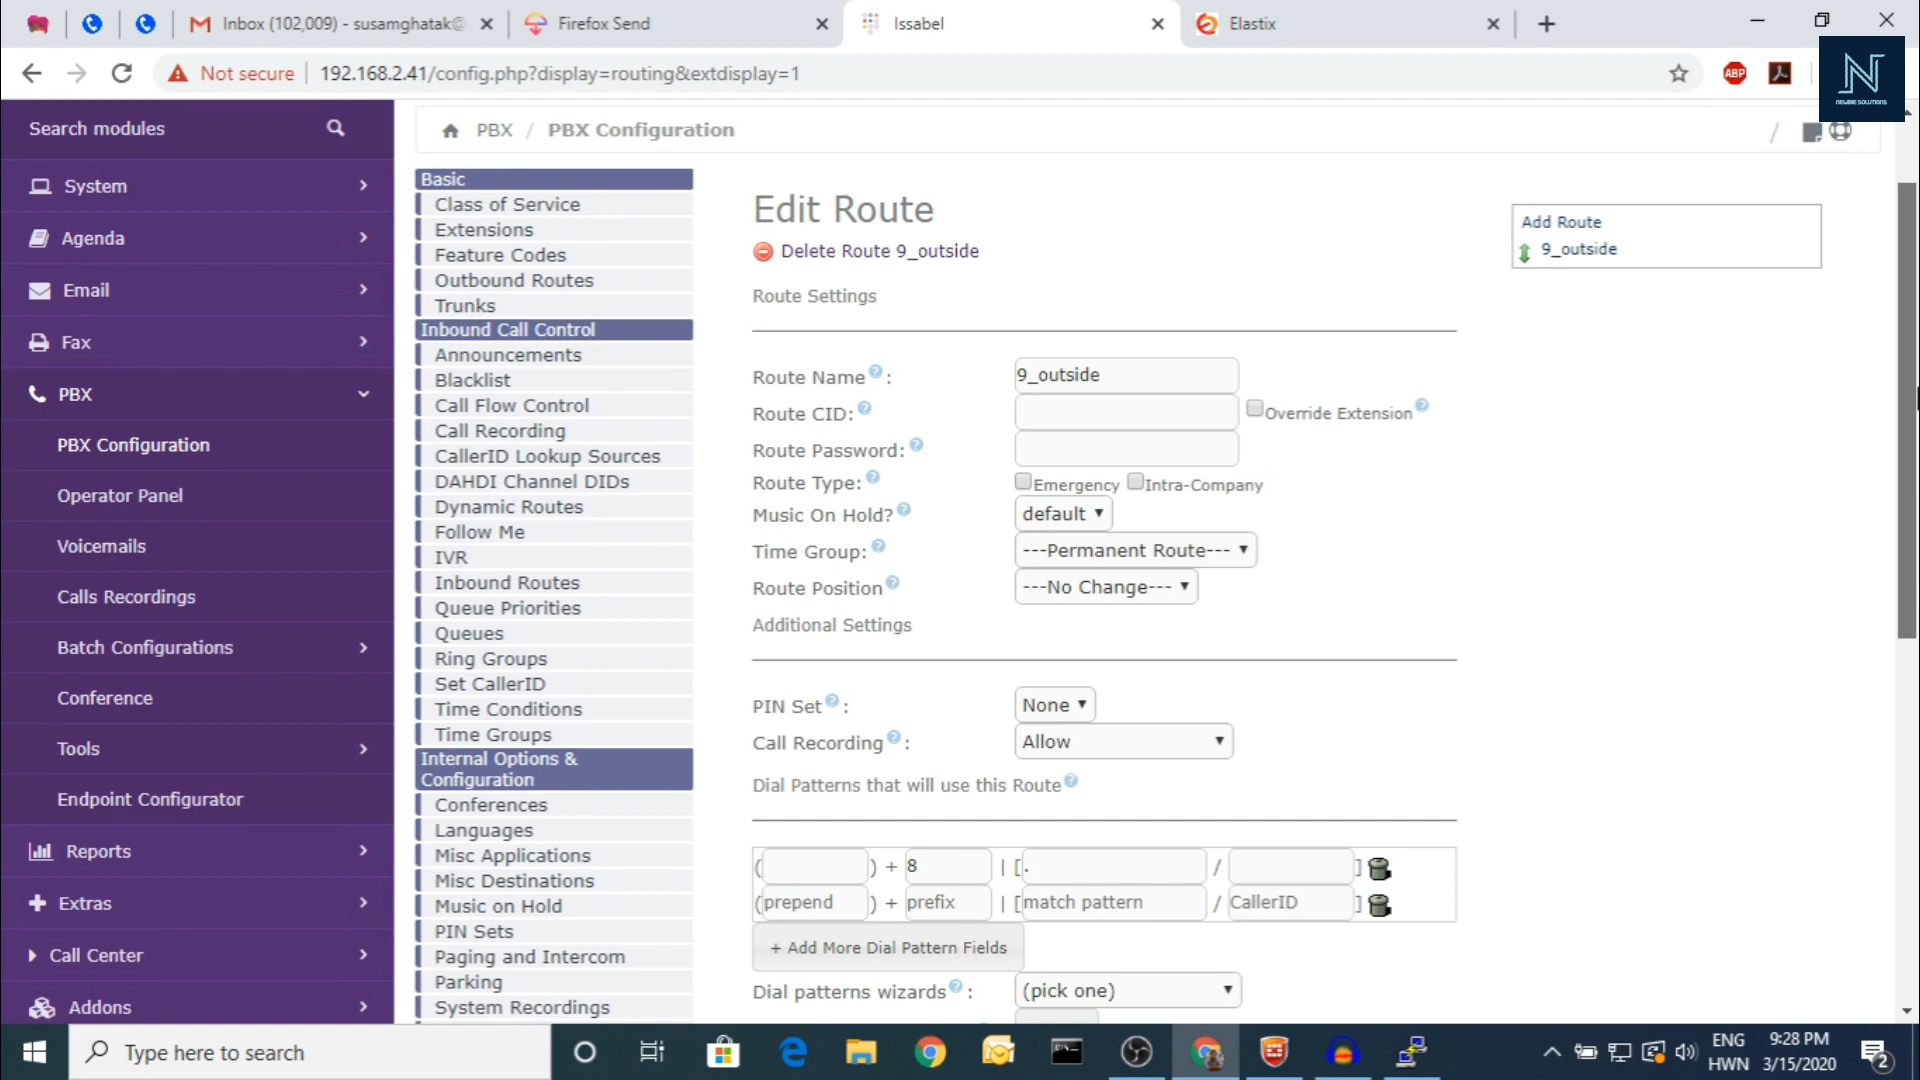 Inbox (102,009) - susamghatak@
Firefox Send
Issabel
Elastix
Not secure
192.168.2.41/config.php?display=routing&extdisplay=1
ABP
N
NEWBIE SOLUTIONS
Search modules
System
Agenda
Email
Fax
PBX
PBX Configuration
Operator Panel
Voicemails
Calls Recordings
Batch Configurations
Conference
Tools
Endpoint Configurator
Reports
Extras
Call Center
Addons
PBX / PBX Configuration
/
Basic
Class of Service
Extensions
Feature Codes
Outbound Routes
Trunks
Inbound Call Control
Announcements
Blacklist
Call Flow Control
Call Recording
CallerID Lookup Sources
DAHDI Channel DIDs
Dynamic Routes
Follow Me
IVR
Inbound Routes
Queue Priorities
Queues
Ring Groups
Set CallerID
Time Conditions
Time Groups
Internal Options &
Configuration
Conferences
Languages
Misc Applications
Misc Destinations
Music on Hold
PIN Sets
Paging and Intercom
Parking
System Recordings
Edit Route
Delete Route 9_outside
Route Settings
Route Name? : 9_outside
Route CID: ? Override Extension?
Route Password: ?
Route Type: ? Emergency Intra-Company
Music On Hold? ? default
Time Group: ? ---Permanent Route---
Route Position? ---No Change---
Additional Settings
PIN Set? : None
Call Recording? : Allow
Dial Patterns that will use this Route?
( ) + 8 | [. / ]
(prepend ) + prefix | [match pattern / CallerID ]
+ Add More Dial Pattern Fields
Dial patterns wizards? : (pick one)
Add Route
9_outside
Type here to search
ENG
HWN
9:28 PM
3/15/2020
2